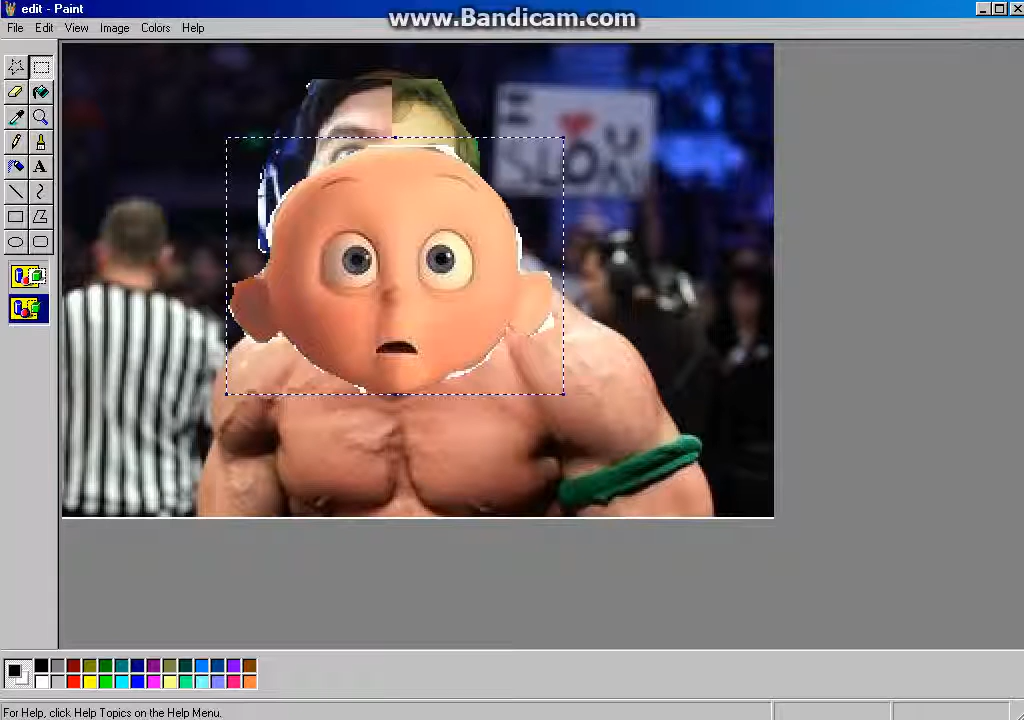 edit - Paint
www.Bandicam.com
File Edit View Image Colors Help
I
U
A
For Help, click Help Topics on the Help Menu.